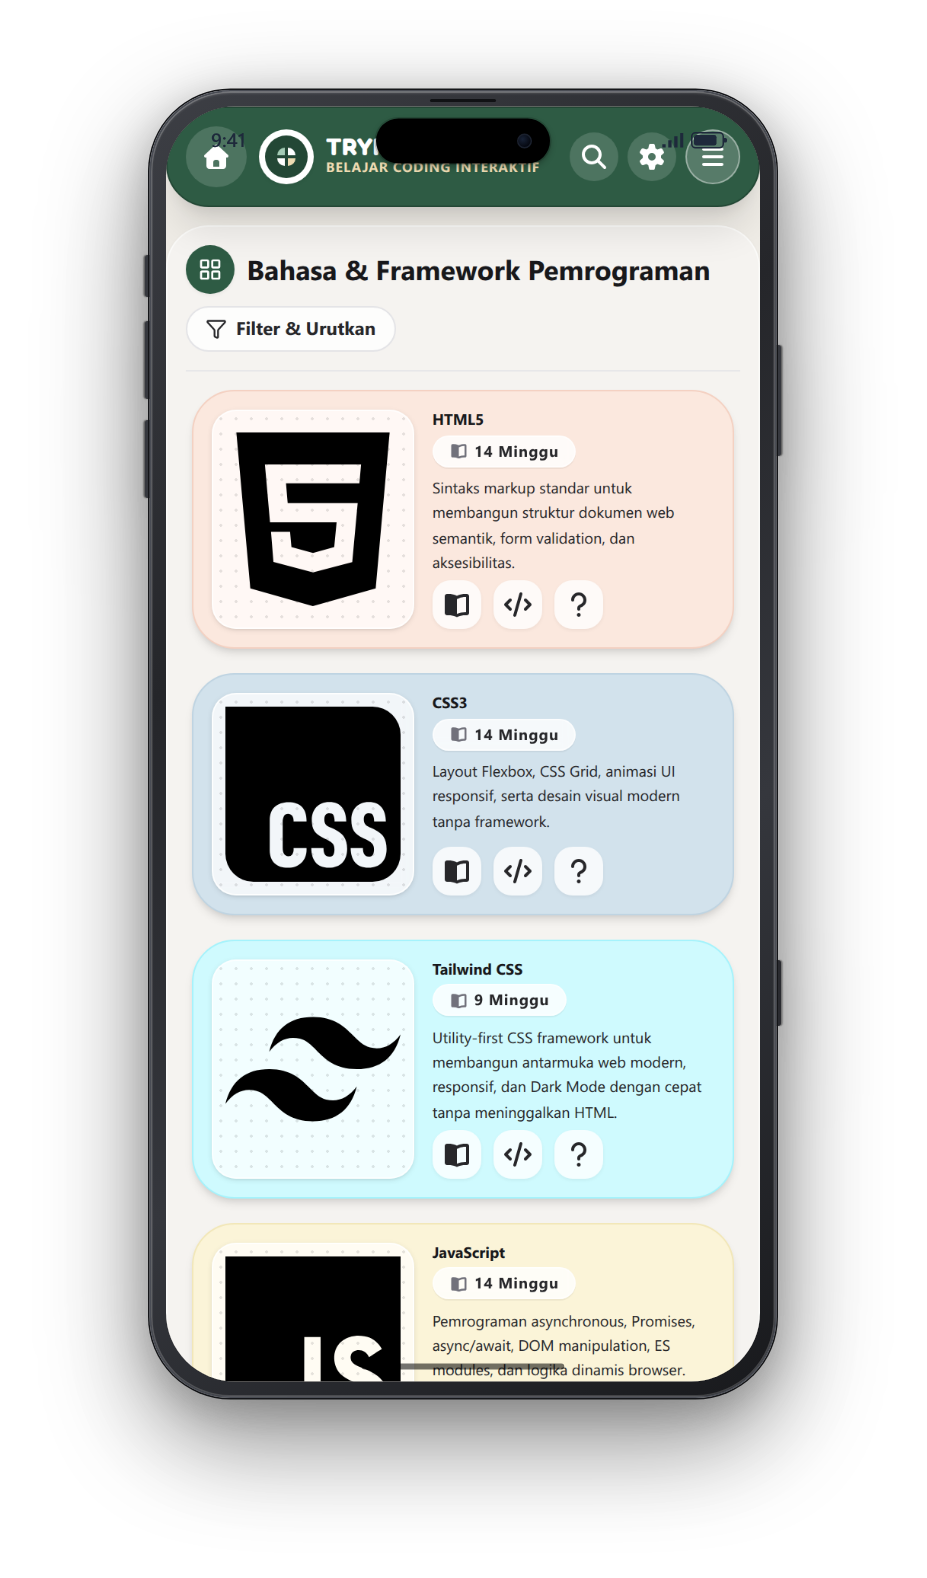 9:41
BELAJAR CODING INTERAKTIF
Bahasa & Framework Pemrograman
Filter & Urutkan
HTML5
14 Minggu
Sintaks markup standar untuk
membangun struktur dokumen web
semantik, form validation, dan
aksesibilitas.
CSS3
14 Minggu
CSS
Layout Flexbox, CSS Grid, animasi UI
responsif, serta desain visual modern
tanpa framework.
Tailwind CSS
9 Minggu
Utility-first CSS framework untuk
membangun antarmuka web modern,
responsif, dan Dark Mode dengan cepat
tanpa meninggalkan HTML.
JavaScript
14 Minggu
JS
Pemrograman asynchronous, Promises,
async/await, DOM manipulation, ES
modules, dan logika dinamis browser.